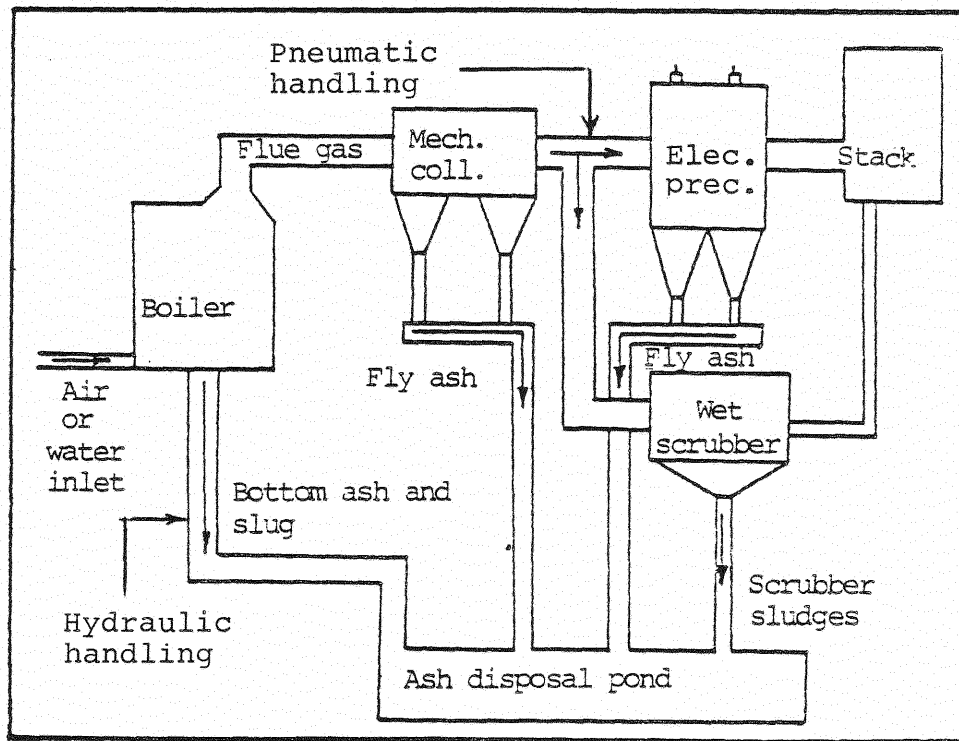 Pneumatic
handling
Flue gas
Mech.
coll.
Elec.
prec.
Stack
Boiler
Air
or
water
inlet
Fly ash
Fly ash
Wet
scrubber
Bottom ash and
slug
Hydraulic
handling
Scrubber
sludges
Ash disposal pond